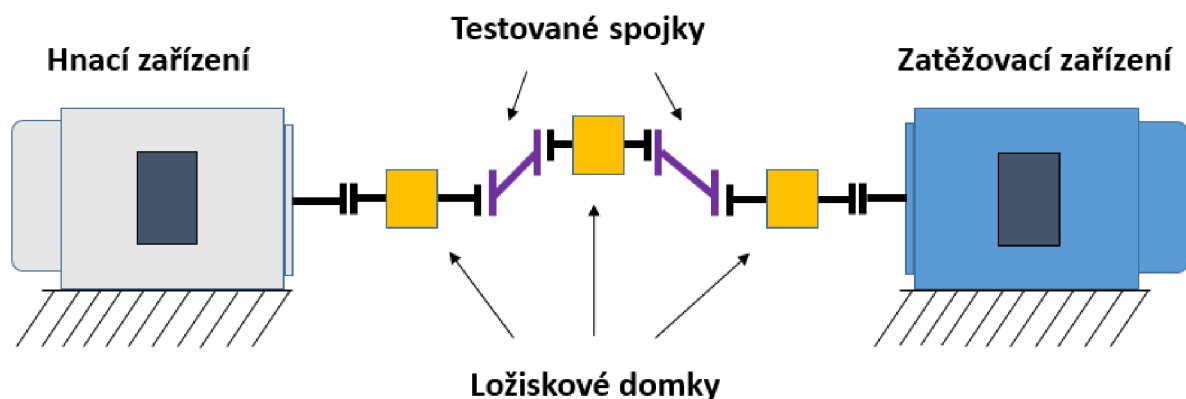 Testované spojky
Hnací zařízení
Zatěžovací zařízení
Ložiskové domky